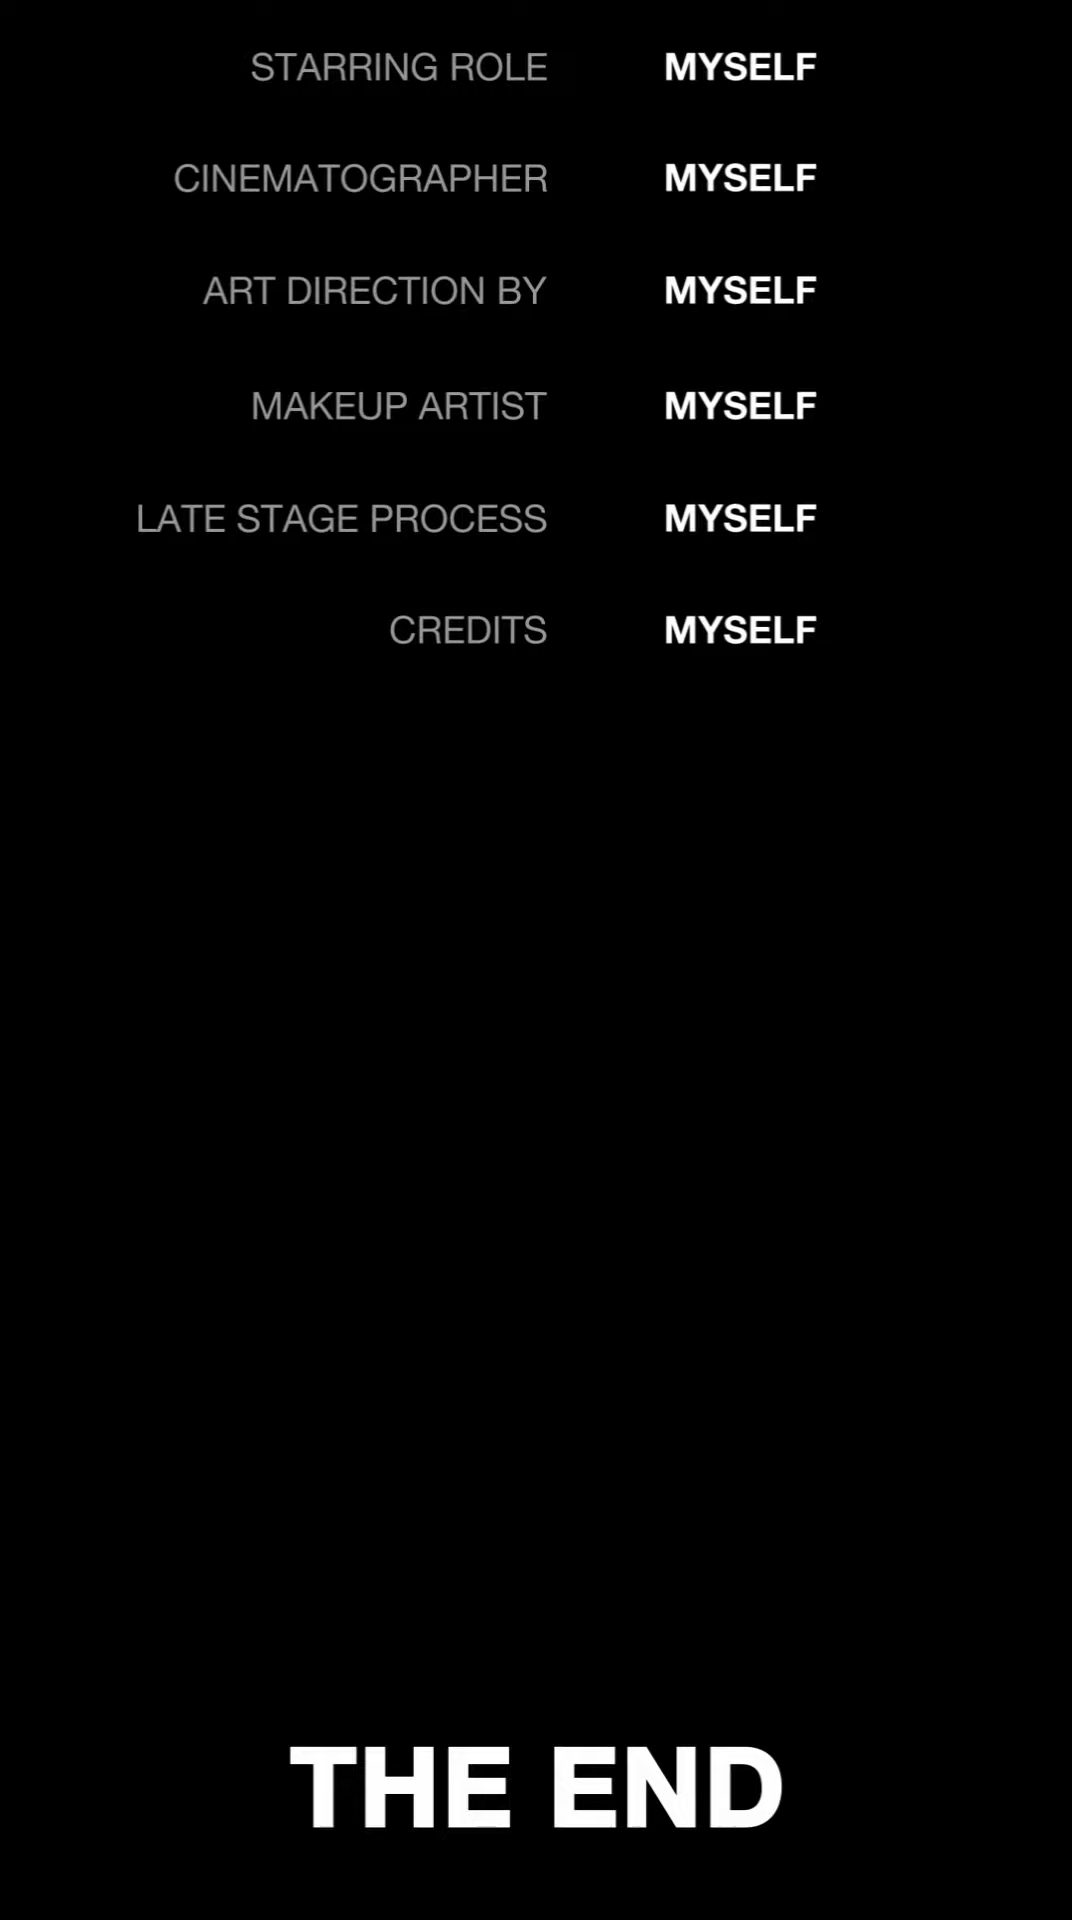 STARRING ROLE MYSELF
CINEMATOGRAPHER MYSELF
ART DIRECTION BY MYSELF
MAKEUP ARTIST MYSELF
LATE STAGE PROCESS MYSELF
CREDITS MYSELF
THE END